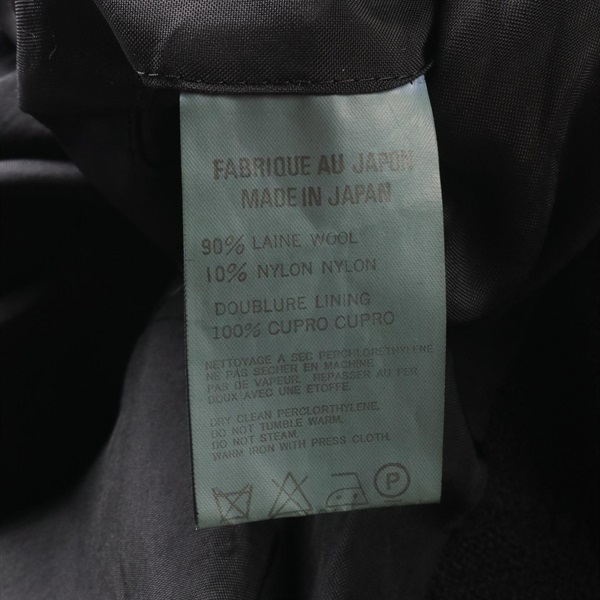 FABRIQUE AU JAPON
MADE IN JAPAN
90% LAINE WOOL
10% NYLON NYLON
DOUBLURE LINING
100% CUPRO CUPRO
NETTOYAGE A SEC PERCHLORETHYLENE
NE PAS SECHER EN MACHINE
PAS DE VAPEUR. REPASSER AU FER
DOUX AVEC UNE ETOFFE.
DRY CLEAN PERCLORTHYLENE.
DO NOT TUMBLE WARM.
DO NOT STEAM.
WARM IRON WITH PRESS CLOTH.
P